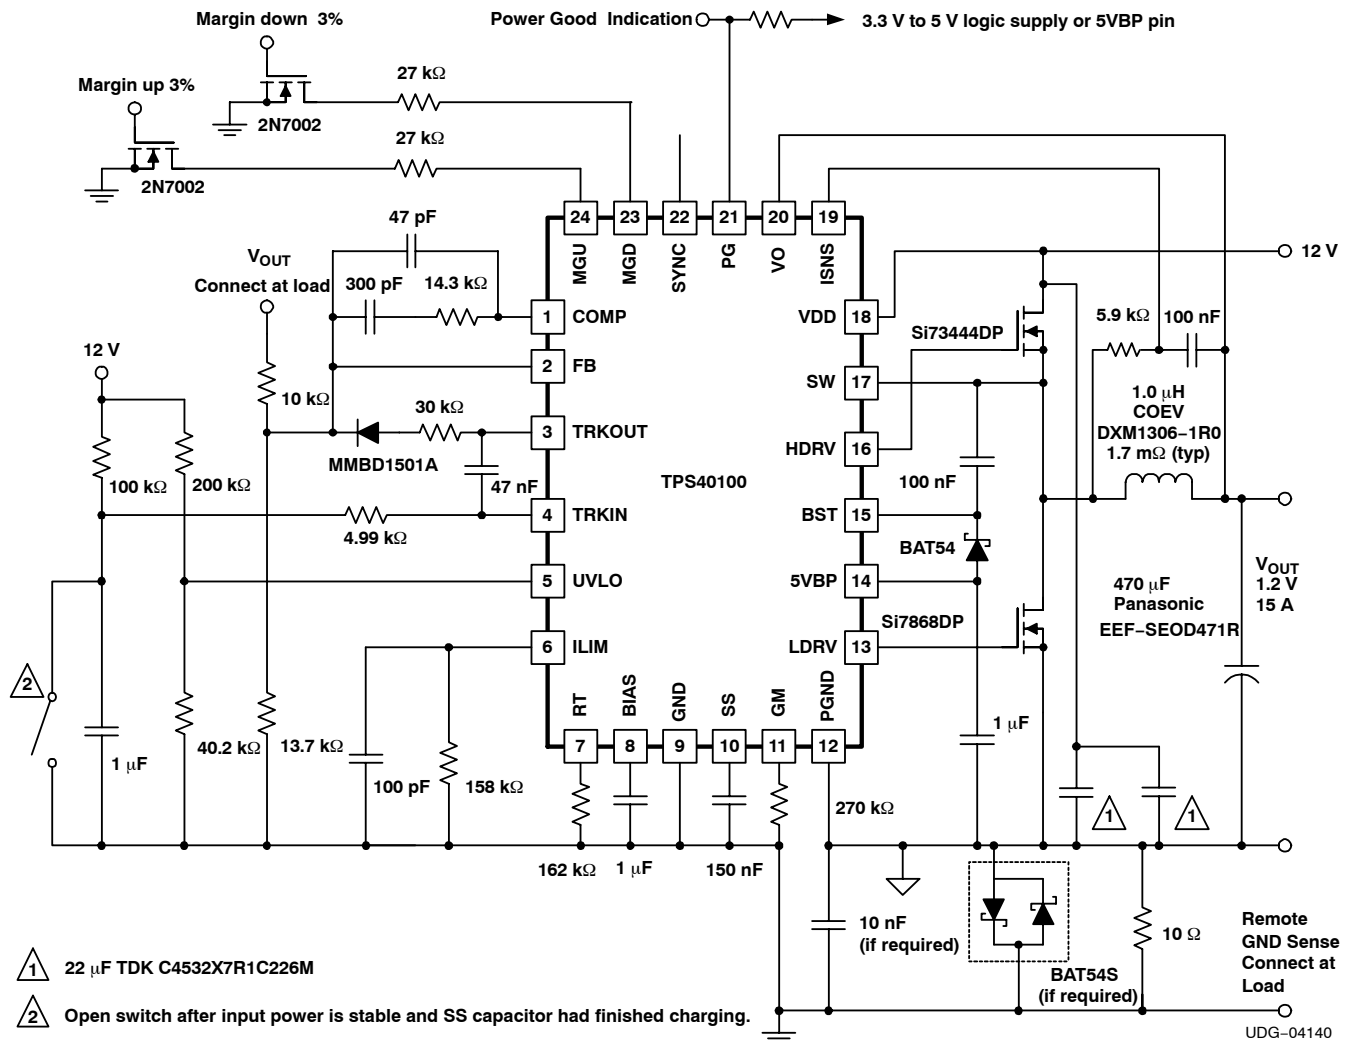 Margin down 3%
Power Good Indication
3.3 V to 5 V logic supply or 5VBP pin
Margin up 3%
27 kΩ
2N7002
27 kΩ
2N7002
24
23
22
21
20
19
MGU
MGD
SYNC
PG
VO
ISNS
47 pF
VOUT
Connect at load
300 pF
14.3 kΩ
12 V
1
COMP
VDD
18
Si73444DP
5.9 kΩ
100 nF
12 V
2
FB
SW
17
10 kΩ
30 kΩ
1.0 μH
COEV
DXM1306−1R0
1.7 mΩ (typ)
3
TRKOUT
HDRV
16
MMBD1501A
100 kΩ
200 kΩ
47 nF
TPS40100
100 nF
4
TRKIN
BST
15
4.99 kΩ
BAT54
5
UVLO
5VBP
14
VOUT
1.2 V
15 A
470 μF
Panasonic
EEF−SEOD471R
Si7868DP
6
ILIM
LDRV
13
2
RT
BIAS
GND
SS
GM
PGND
7
8
9
10
11
12
1 μF
40.2 kΩ
13.7 kΩ
100 pF
158 kΩ
1 μF
270 kΩ
1
1
162 kΩ
1 μF
150 nF
10 nF
(if required)
10 Ω
Remote
GND Sense
Connect at
Load
BAT54S
(if required)
1
22 μF TDK C4532X7R1C226M
2
Open switch after input power is stable and SS capacitor had finished charging.
UDG−04140